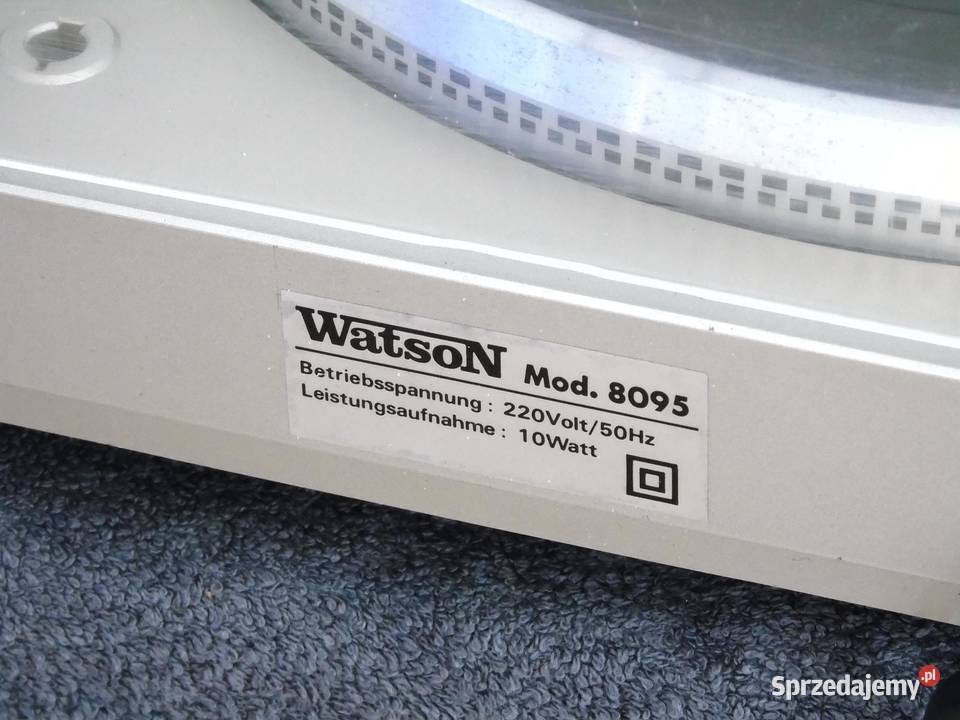 WatsoN Mod. 8095
Betriebsspannung : 220Volt/50Hz
Leistungsaufnahme : 10Watt
Sprzedajemy.pl